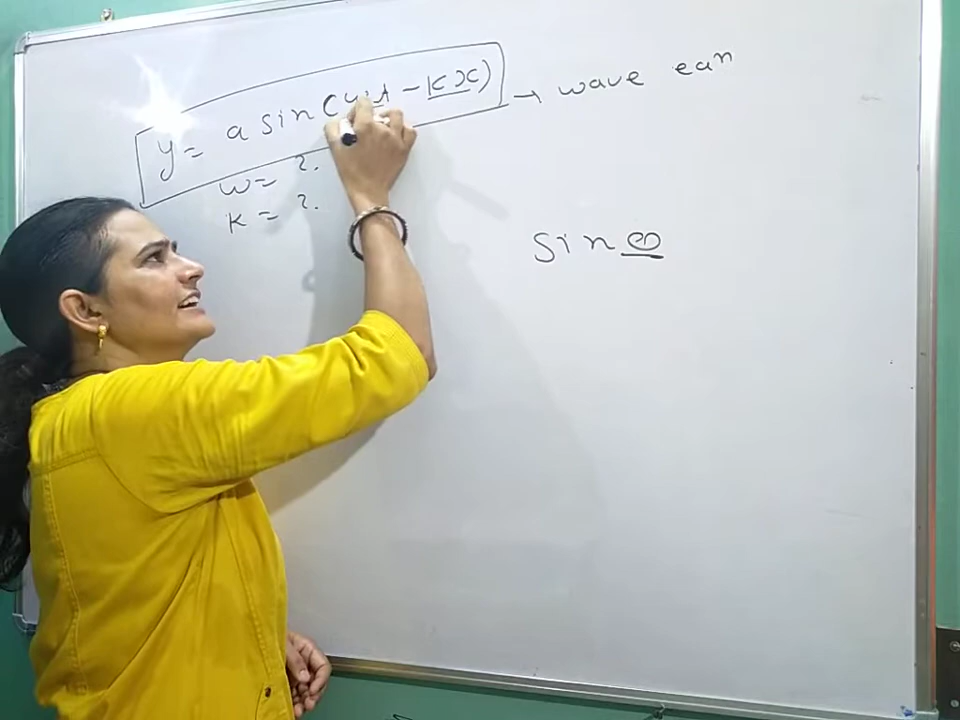 y = a sin(ωt - kx) → wave eqn
ω = ?.
k = ?.
sin θ